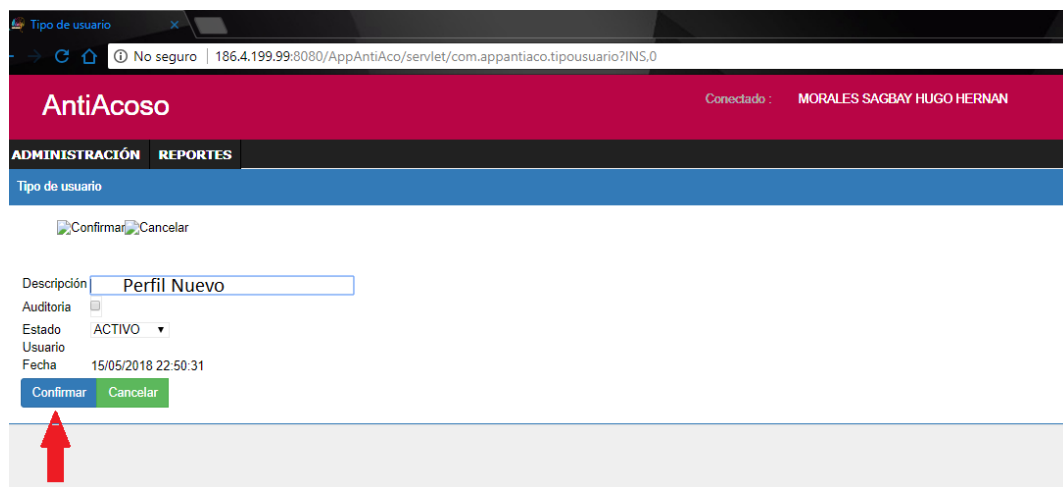 Tipo de usuario
No seguro | 186.4.199.99:8080/AppAntiAco/servlet/com.appantiaco.tipousuario?INS,0
AntiAcoso
Conectado : MORALES SAGBAY HUGO HERNAN
ADMINISTRACIÓN REPORTES
Tipo de usuario
Confirmar Cancelar
Descripción Perfil Nuevo
Auditoria
Estado ACTIVO
Usuario
Fecha 15/05/2018 22:50:31
Confirmar Cancelar